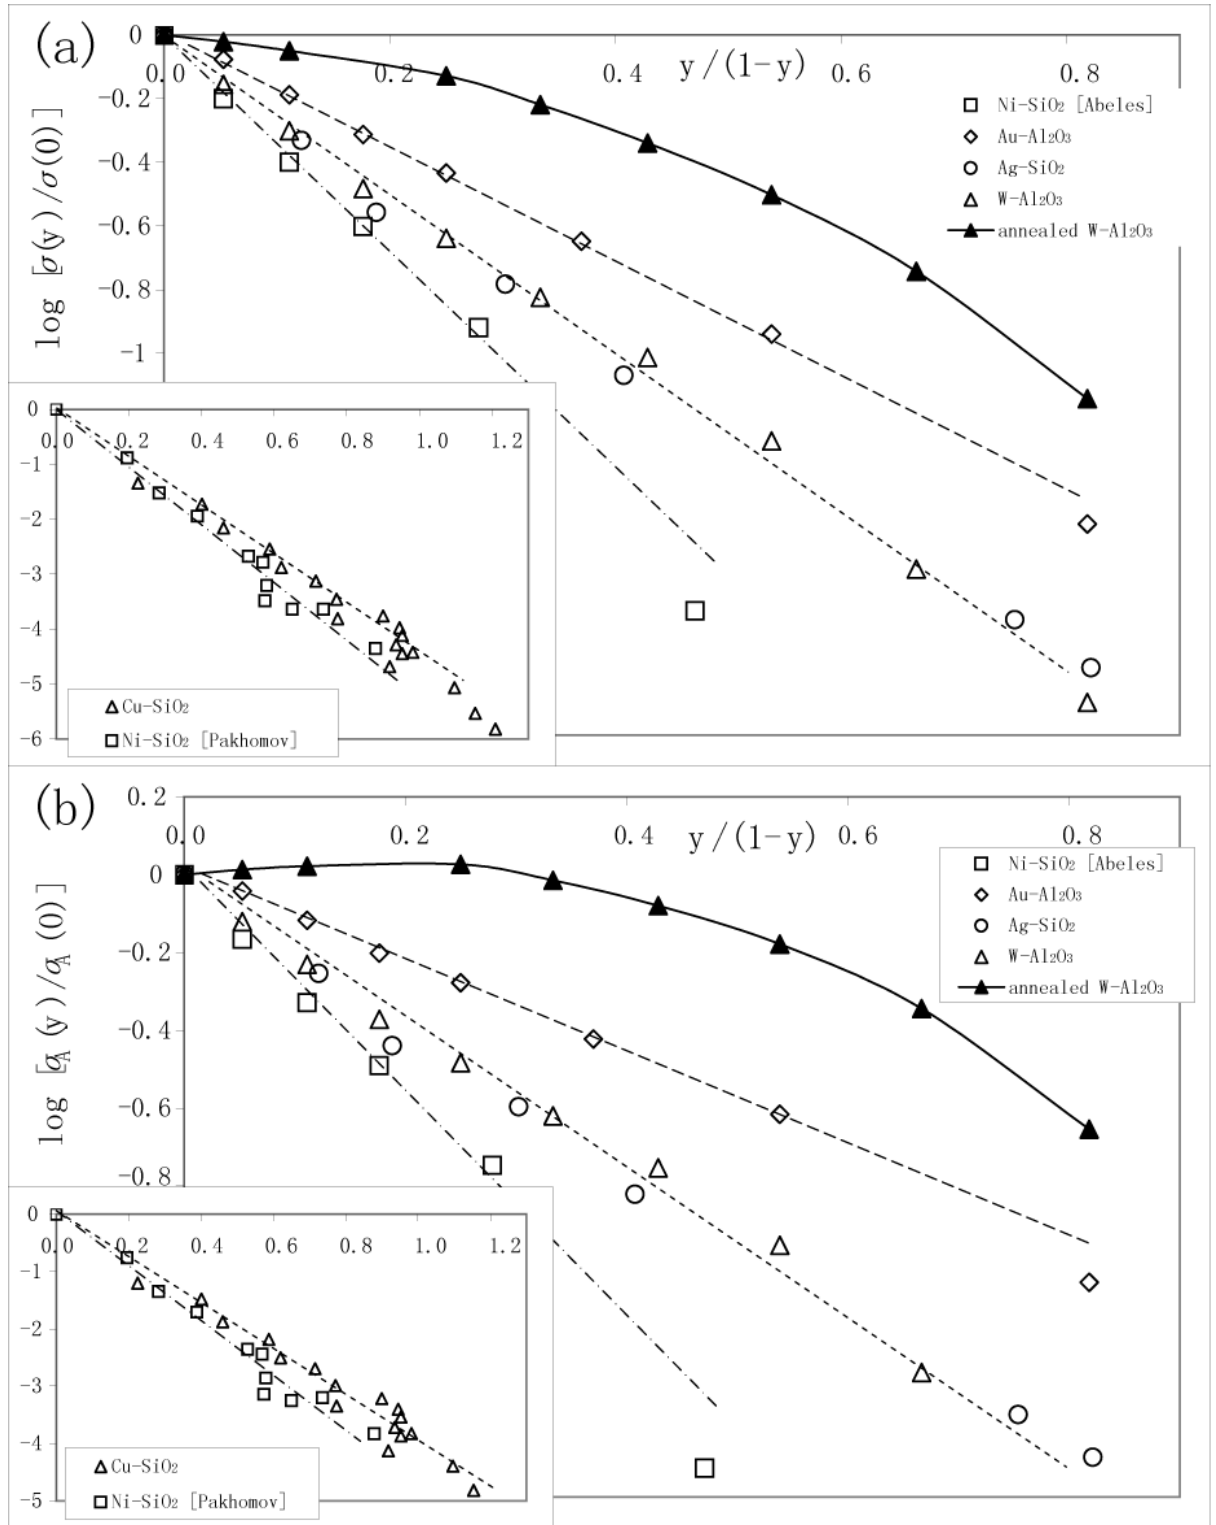 (a)
0
0.0 0.2 0.4 y/(1-y) 0.6 0.8
-0.2
-0.4
-0.6
-0.8
-1
log [σ(y)/σ(0)]
□ Ni-SiO₂ [Abeles]
◇ Au-Al₂O₃
○ Ag-SiO₂
△ W-Al₂O₃
▲ annealed W-Al₂O₃
0
0.0 0.2 0.4 0.6 0.8 1.0 1.2
-1
-2
-3
-4
-5
-6
△ Cu-SiO₂
□ Ni-SiO₂ [Pakhomov]
(b)
0.2
0.0 0.2 0.4 y/(1-y) 0.6 0.8
0
-0.2
-0.4
-0.6
-0.8
log [σA(y)/σA(0)]
□ Ni-SiO₂ [Abeles]
◇ Au-Al₂O₃
○ Ag-SiO₂
△ W-Al₂O₃
▲ annealed W-Al₂O₃
0
0.0 0.2 0.4 0.6 0.8 1.0 1.2
-1
-2
-3
-4
-5
△ Cu-SiO₂
□ Ni-SiO₂ [Pakhomov]